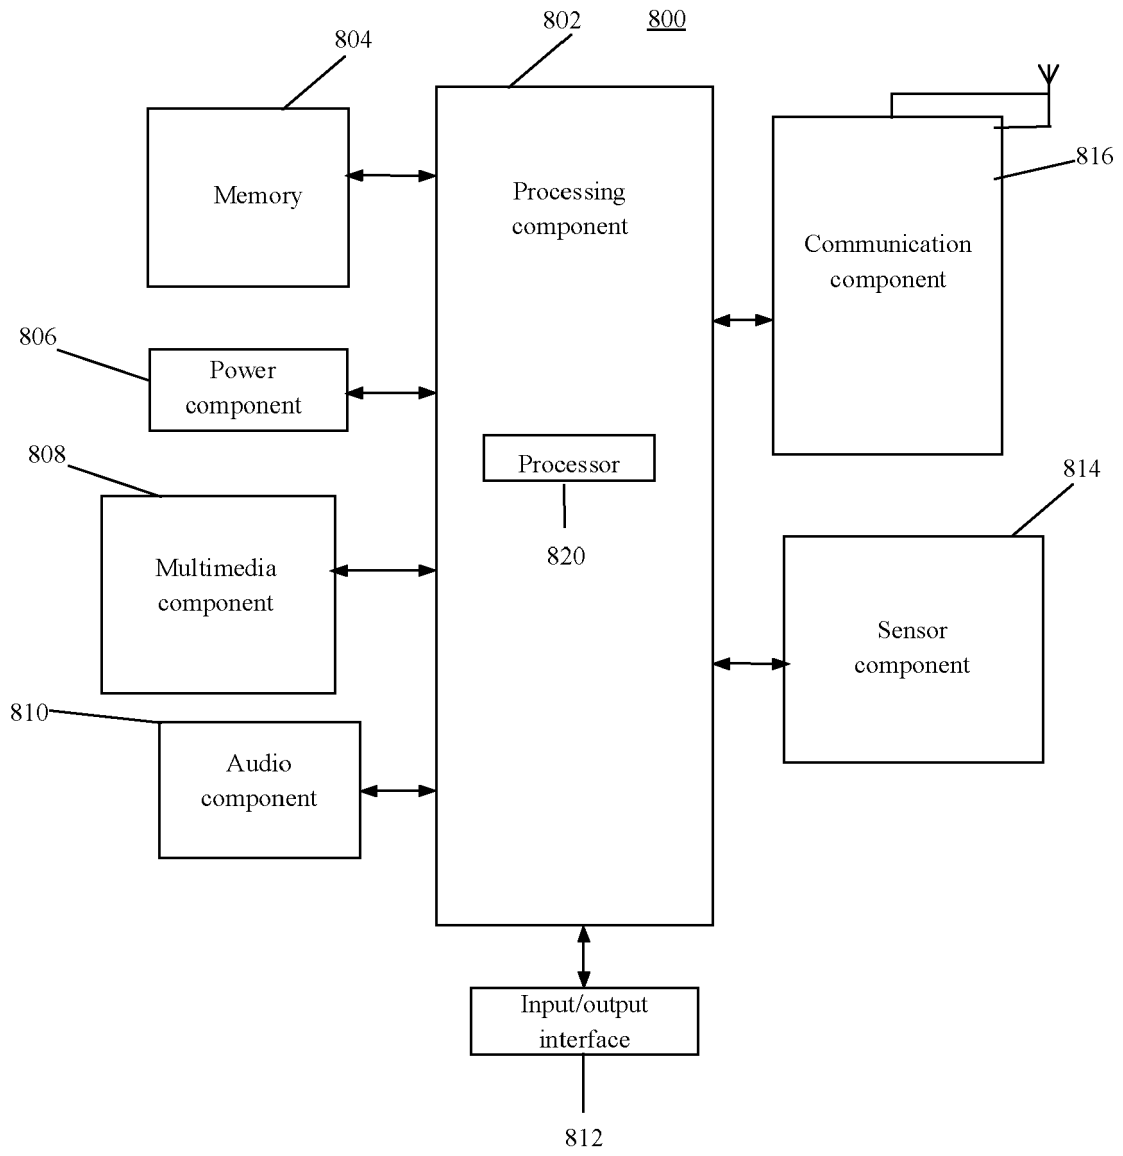 802
800
804
816
Memory
Processing
component
Communication
component
806
Power
component
808
Processor
814
820
Multimedia
component
Sensor
component
810
Audio
component
Input/output
interface
812